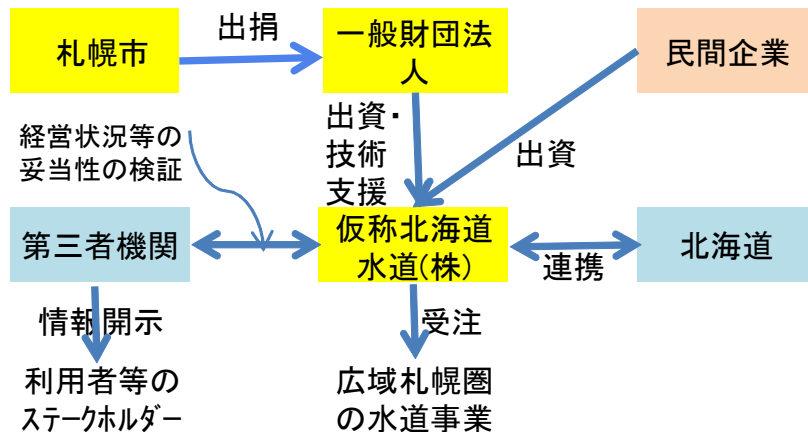 札幌市
出捐
一般財団法
人
民間企業
経営状況等の
妥当性の検証
出資・
技術
支援
出資
第三者機関
仮称北海道
水道(株)
連携
北海道
情報開示
受注
利用者等の
ステークホルダー
広域札幌圏
の水道事業